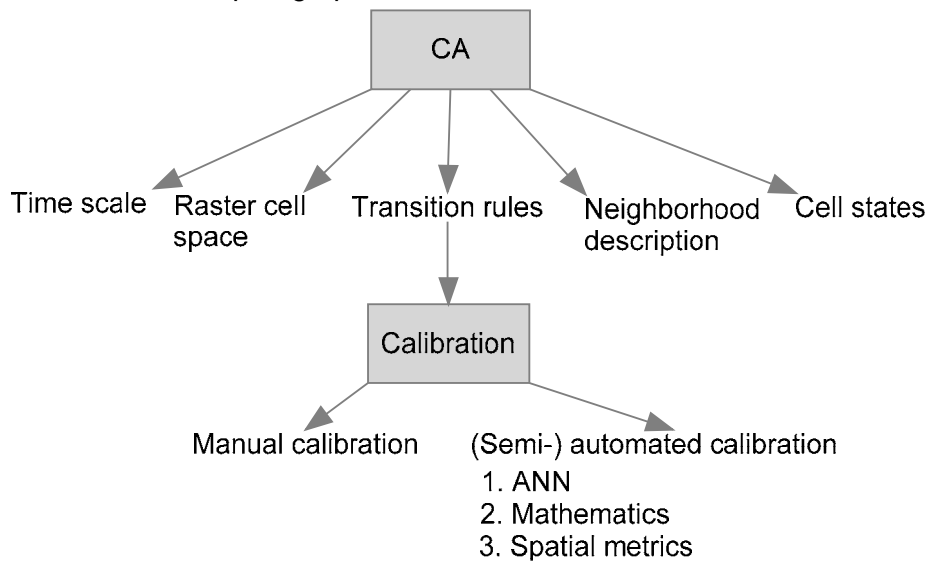 CA
Time scale
Raster cell
space
Transition rules
Neighborhood
description
Cell states
Calibration
Manual calibration
(Semi-) automated calibration
1. ANN
2. Mathematics
3. Spatial metrics